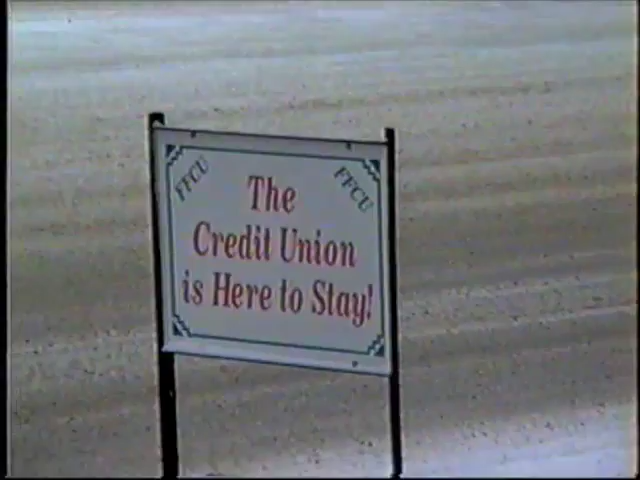 FFCU FFCU
The
Credit Union
is Here to Stay!